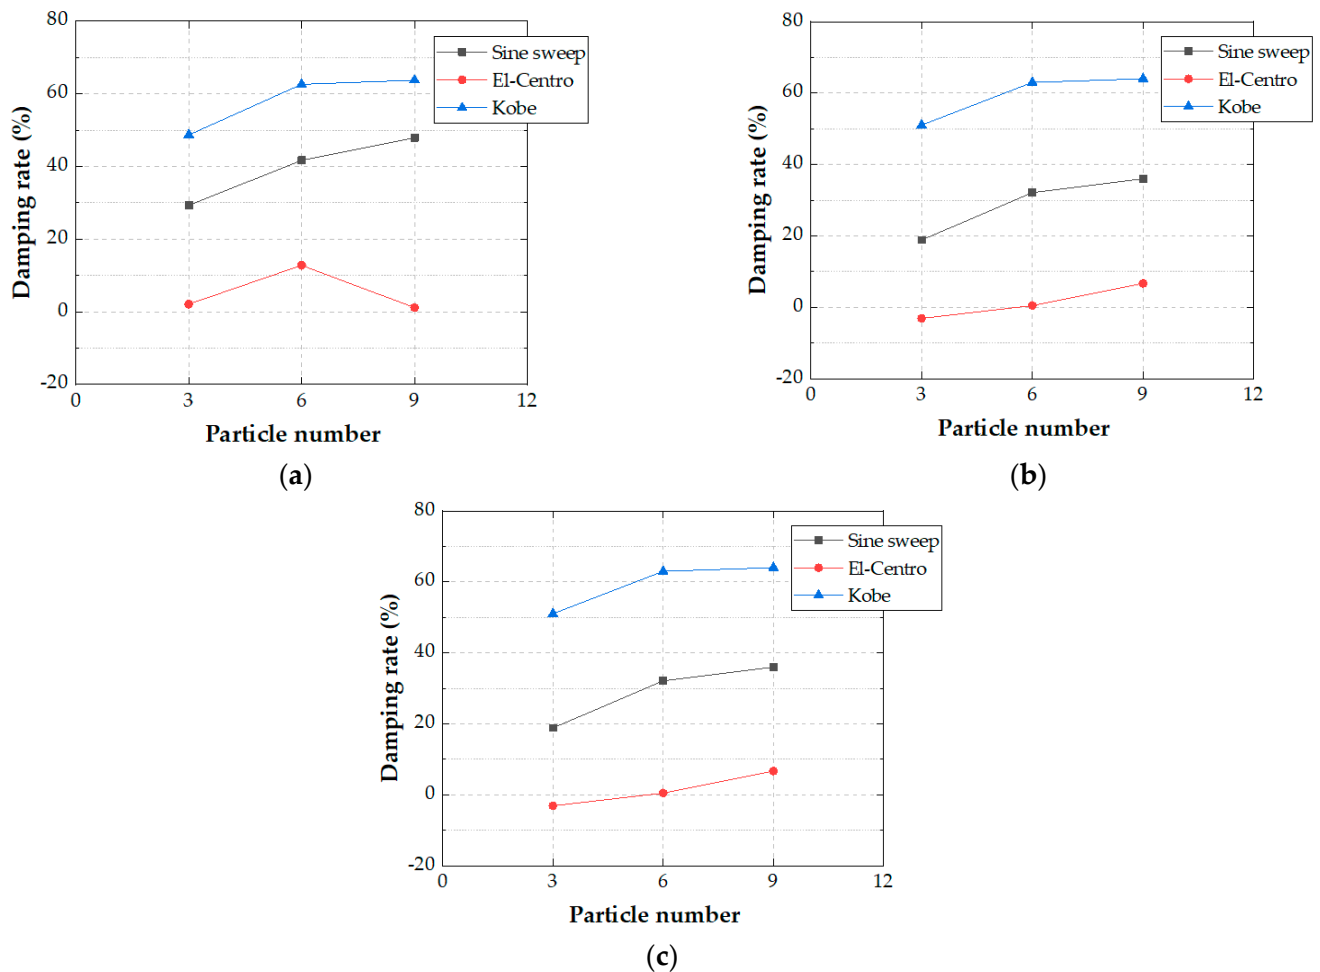 80
60
40
20
0
-20
Damping rate (%)
Sine sweep
El-Centro
Kobe
0 3 6 9 12
Particle number
(a)
80
60
40
20
0
-20
Damping rate (%)
Sine sweep
El-Centro
Kobe
0 3 6 9 12
Particle number
(b)
80
60
40
20
0
-20
Damping rate (%)
Sine sweep
El-Centro
Kobe
0 3 6 9 12
Particle number
(c)